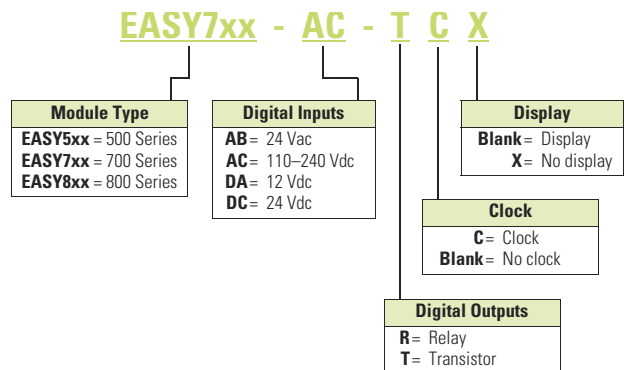 EASY7xx - AC - T C X
Module Type
EASY5xx = 500 Series
EASY7xx = 700 Series
EASY8xx = 800 Series
Digital Inputs
AB = 24 Vac
AC = 110–240 Vdc
DA = 12 Vdc
DC = 24 Vdc
Display
Blank = Display
X = No display
Clock
C = Clock
Blank = No clock
Digital Outputs
R = Relay
T = Transistor